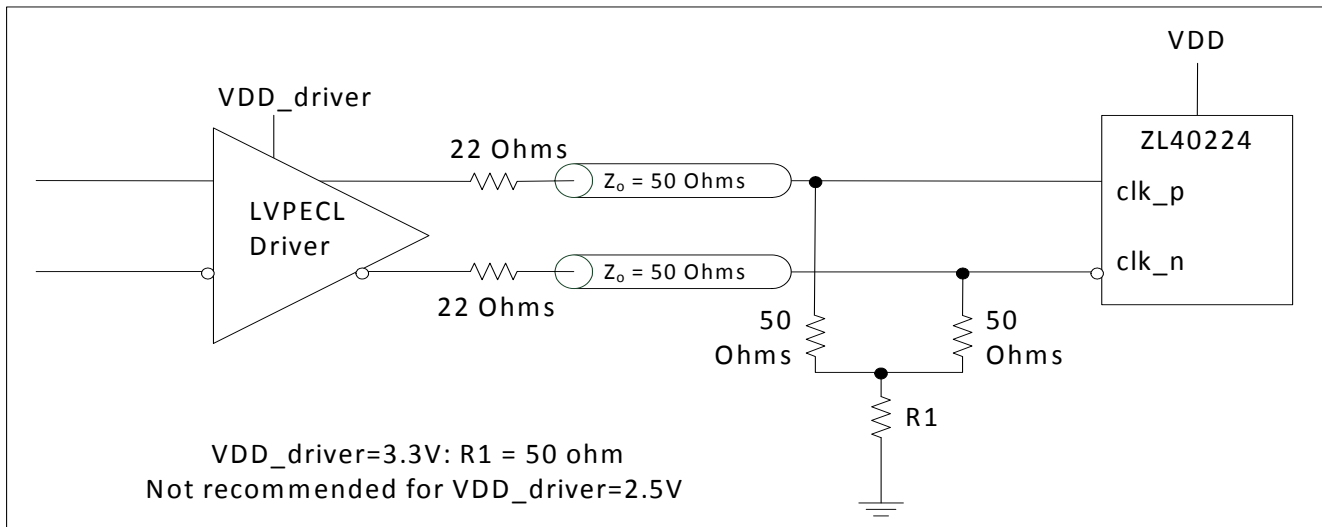 VDD
VDD_driver
ZL40224
22 Ohms
Zo = 50 Ohms
clk_p
LVPECL
Driver
clk_n
Zo = 50 Ohms
22 Ohms
50
Ohms
50
Ohms
R1
VDD_driver=3.3V: R1 = 50 ohm
Not recommended for VDD_driver=2.5V